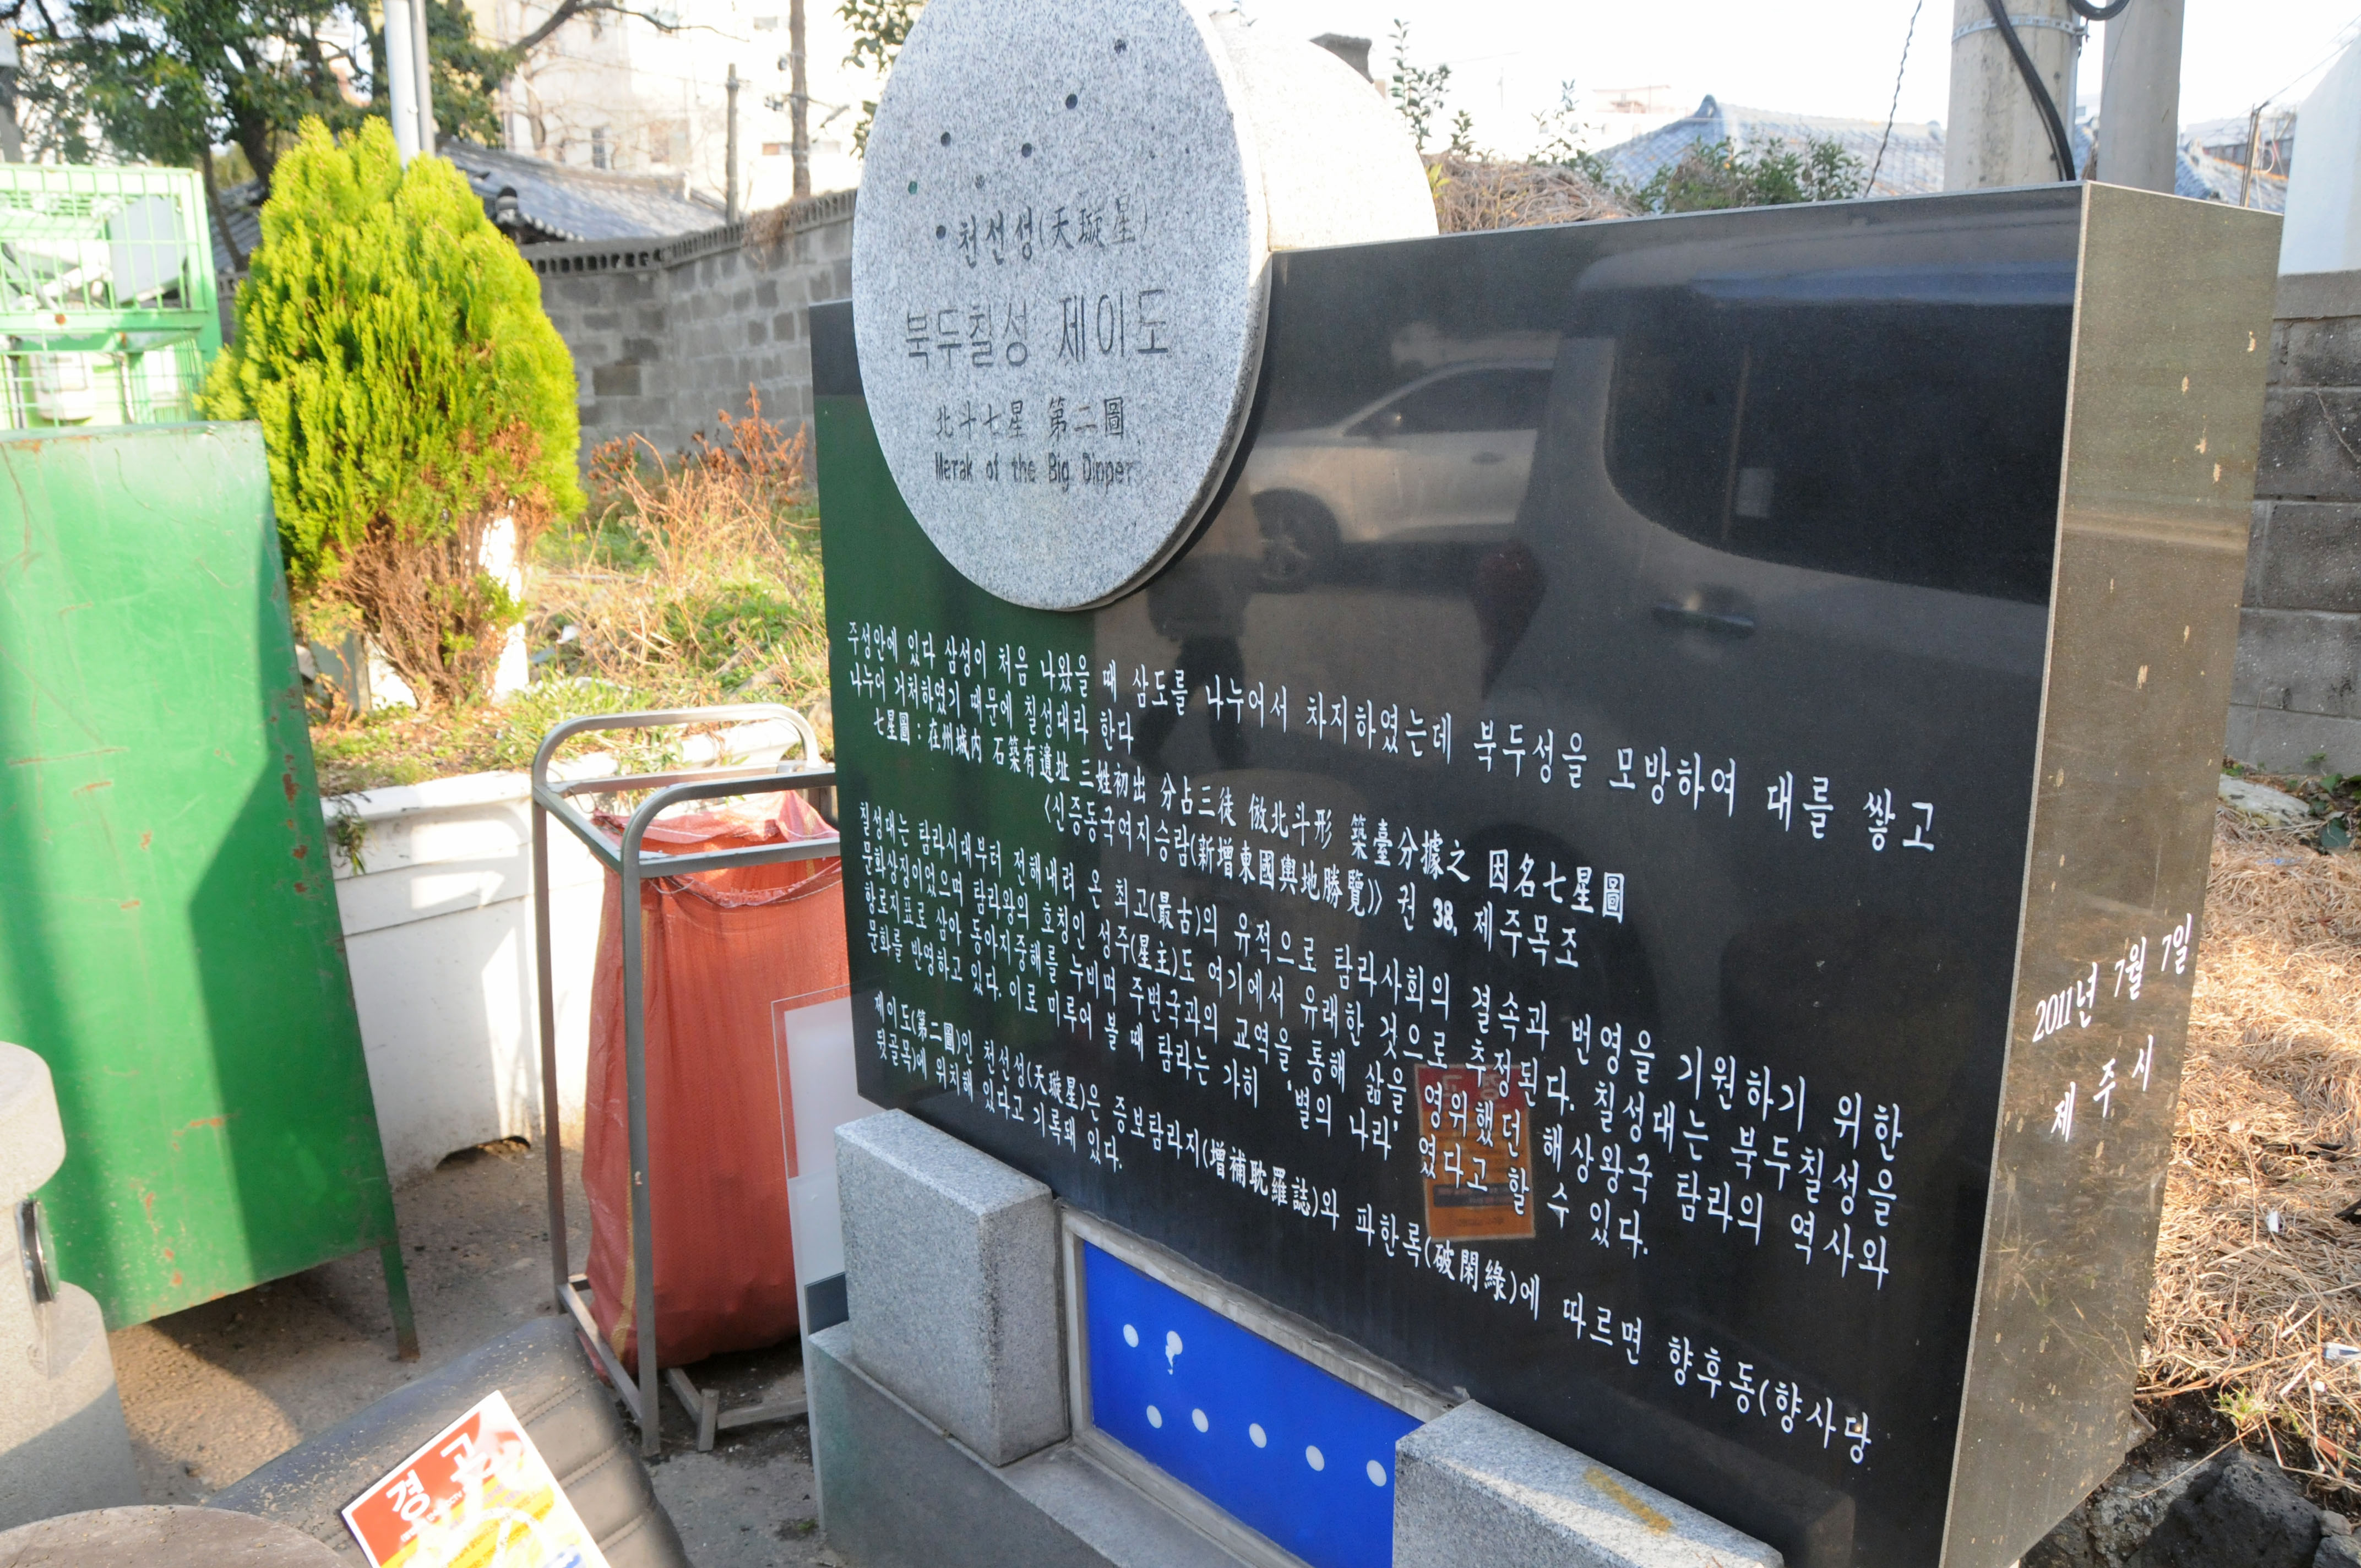 천선성(天璇星)
북두칠성 제이도
北斗七星 第二圖
Merak of the Big Dipper
주성안에 있다 삼성이 처음 나왔을 때 삼도를 나누어서 차지하였는데 북두성을 모방하여 대를 쌓고
나누어 거처하였기 때문에 칠성대라 한다
七星圖 : 在州城內 石築有遺址 三姓初出 分占三徒 倣北斗形 築臺分據之 因名七星圖
《신증동국여지승람(新增東國輿地勝覽)》 권 38, 제주목조
칠성대는 탐라시대부터 전해내려 온 최고(最古)의 유적으로 탐라사회의 결속과 번영을 기원하기 위한
문화상징이었으며 탐라왕의 호칭인 성주(星主)도 여기에서 유래한 것으로 추정된다. 칠성대는 북두칠성을
항로지표로 삼아 동아지중해를 누비며 주변국과의 교역을 통해 삶을 영위했던 해상왕국 탐라의 역사와
문화를 반영하고 있다. 이로 미루어 볼 때 탐라는 가히 '별의 나라' 였다고 할 수 있다.
제이도(第二圖)인 천선성(天璇星)은 증보탐라지(增補耽羅誌)와 파한록(破閑綠)에 따르면 향후동(향사당
뒷골목)에 위치해 있다고 기록돼 있다.
2011년 7월 7일
제 주 시
경고